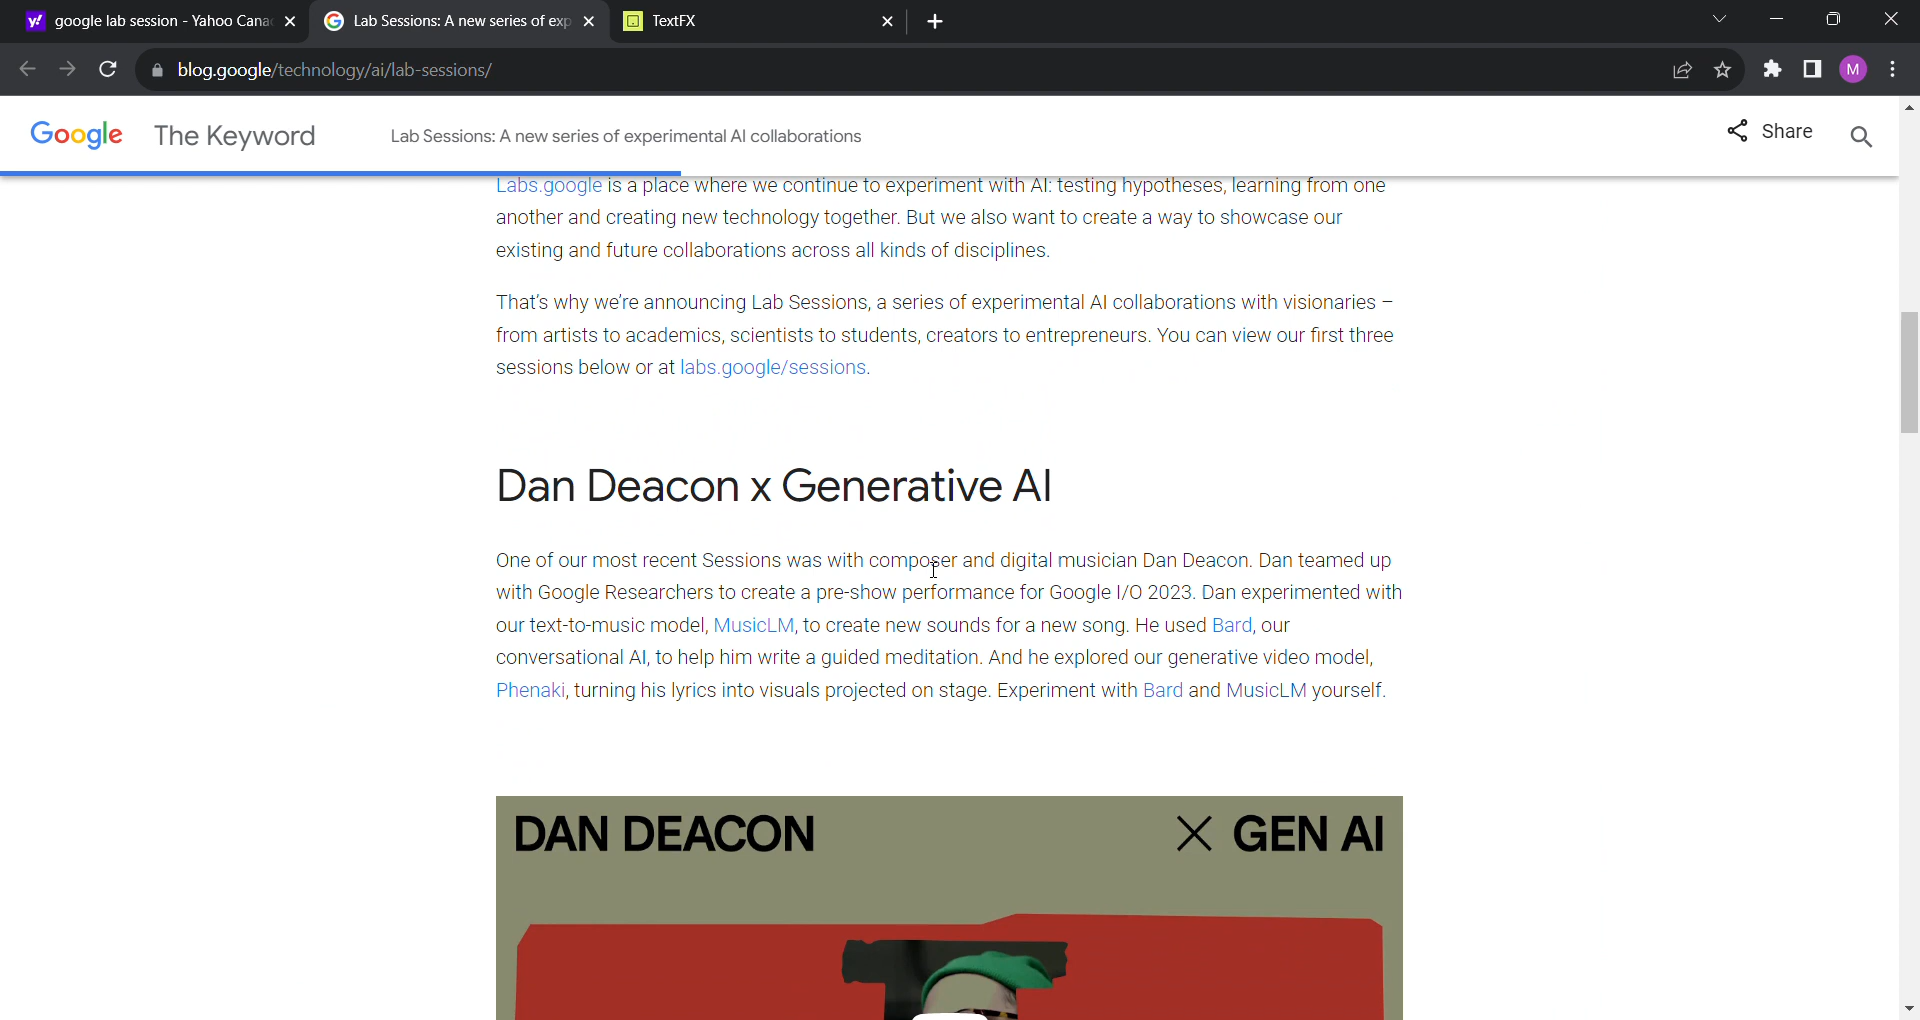 google lab session - Yahoo Cana
Lab Sessions: A new series of exp
TextFX
blog.google/technology/ai/lab-sessions/
M
Google The Keyword
Lab Sessions: A new series of experimental AI collaborations
Share
Labs.google is a place where we continue to experiment with AI: testing hypotheses, learning from one
another and creating new technology together. But we also want to create a way to showcase our
existing and future collaborations across all kinds of disciplines.
That's why we're announcing Lab Sessions, a series of experimental AI collaborations with visionaries –
from artists to academics, scientists to students, creators to entrepreneurs. You can view our first three
sessions below or at labs.google/sessions.
Dan Deacon x Generative AI
One of our most recent Sessions was with composer and digital musician Dan Deacon. Dan teamed up
with Google Researchers to create a pre-show performance for Google I/O 2023. Dan experimented with
our text-to-music model, MusicLM, to create new sounds for a new song. He used Bard, our
conversational AI, to help him write a guided meditation. And he explored our generative video model,
Phenaki, turning his lyrics into visuals projected on stage. Experiment with Bard and MusicLM yourself.
DAN DEACON X GEN AI